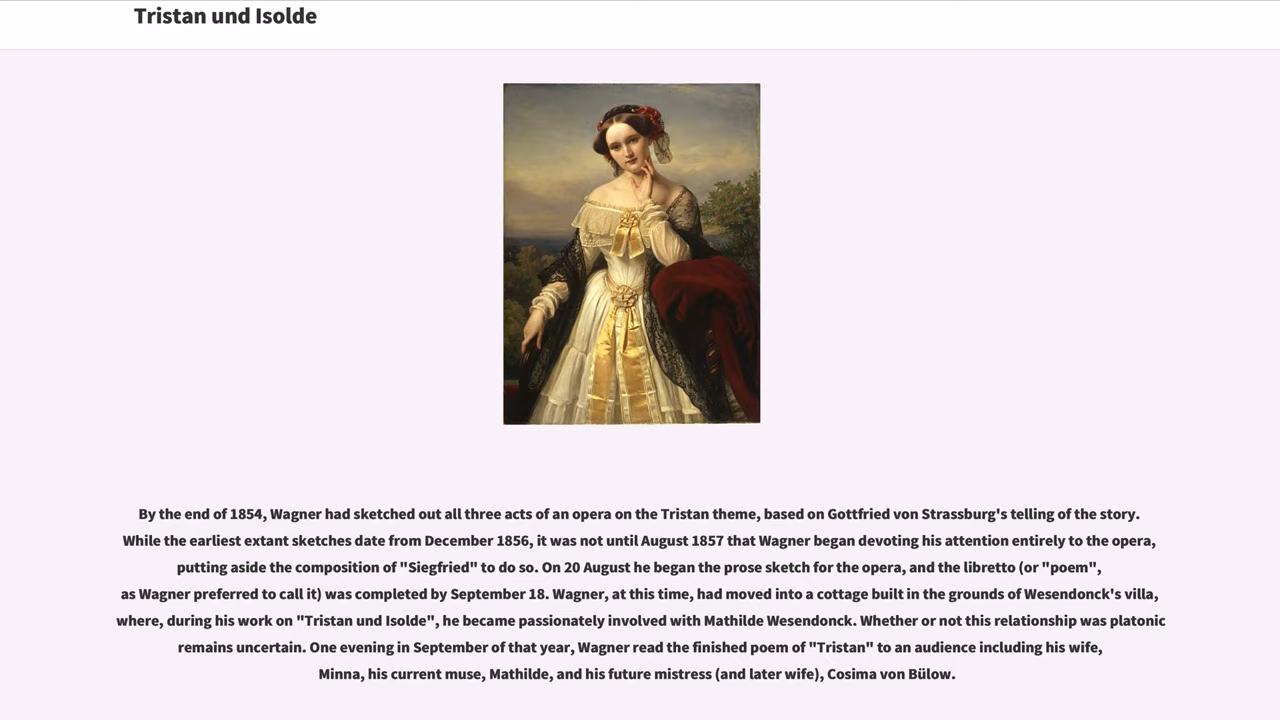 Tristan und Isolde
By the end of 1854, Wagner had sketched out all three acts of an opera on the Tristan theme, based on Gottfried von Strassburg's telling of the story.
While the earliest extant sketches date from December 1856, it was not until August 1857 that Wagner began devoting his attention entirely to the opera,
putting aside the composition of "Siegfried" to do so. On 20 August he began the prose sketch for the opera, and the libretto (or "poem",
as Wagner preferred to call it) was completed by September 18. Wagner, at this time, had moved into a cottage built in the grounds of Wesendonck's villa,
where, during his work on "Tristan und Isolde", he became passionately involved with Mathilde Wesendonck. Whether or not this relationship was platonic
remains uncertain. One evening in September of that year, Wagner read the finished poem of "Tristan" to an audience including his wife,
Minna, his current muse, Mathilde, and his future mistress (and later wife), Cosima von Bülow.